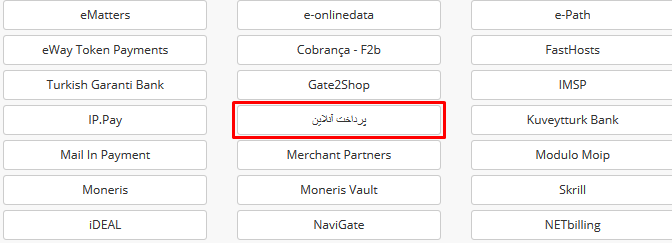 eMatters e-onlinedata e-Path
eWay Token Payments Cobrança - F2b FastHosts
Turkish Garanti Bank Gate2Shop IMSP
IP.Pay پرداخت آنلاین Kuveytturk Bank
Mail In Payment Merchant Partners Modulo Moip
Moneris Moneris Vault Skrill
iDEAL NaviGate NETbilling